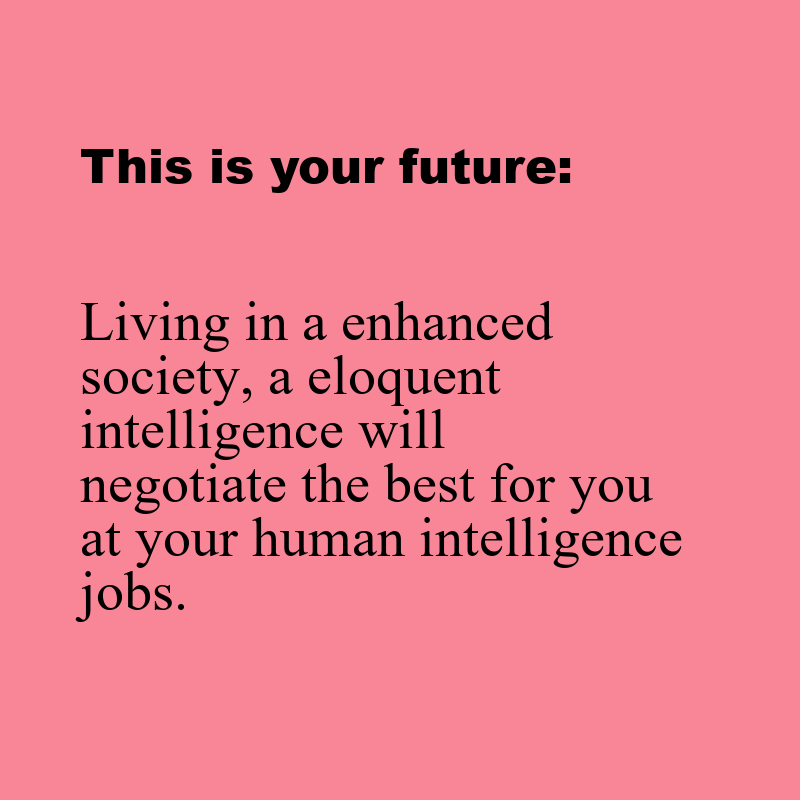 This is your future:
Living in a enhanced
society, a eloquent
intelligence will
negotiate the best for you
at your human intelligence
jobs.